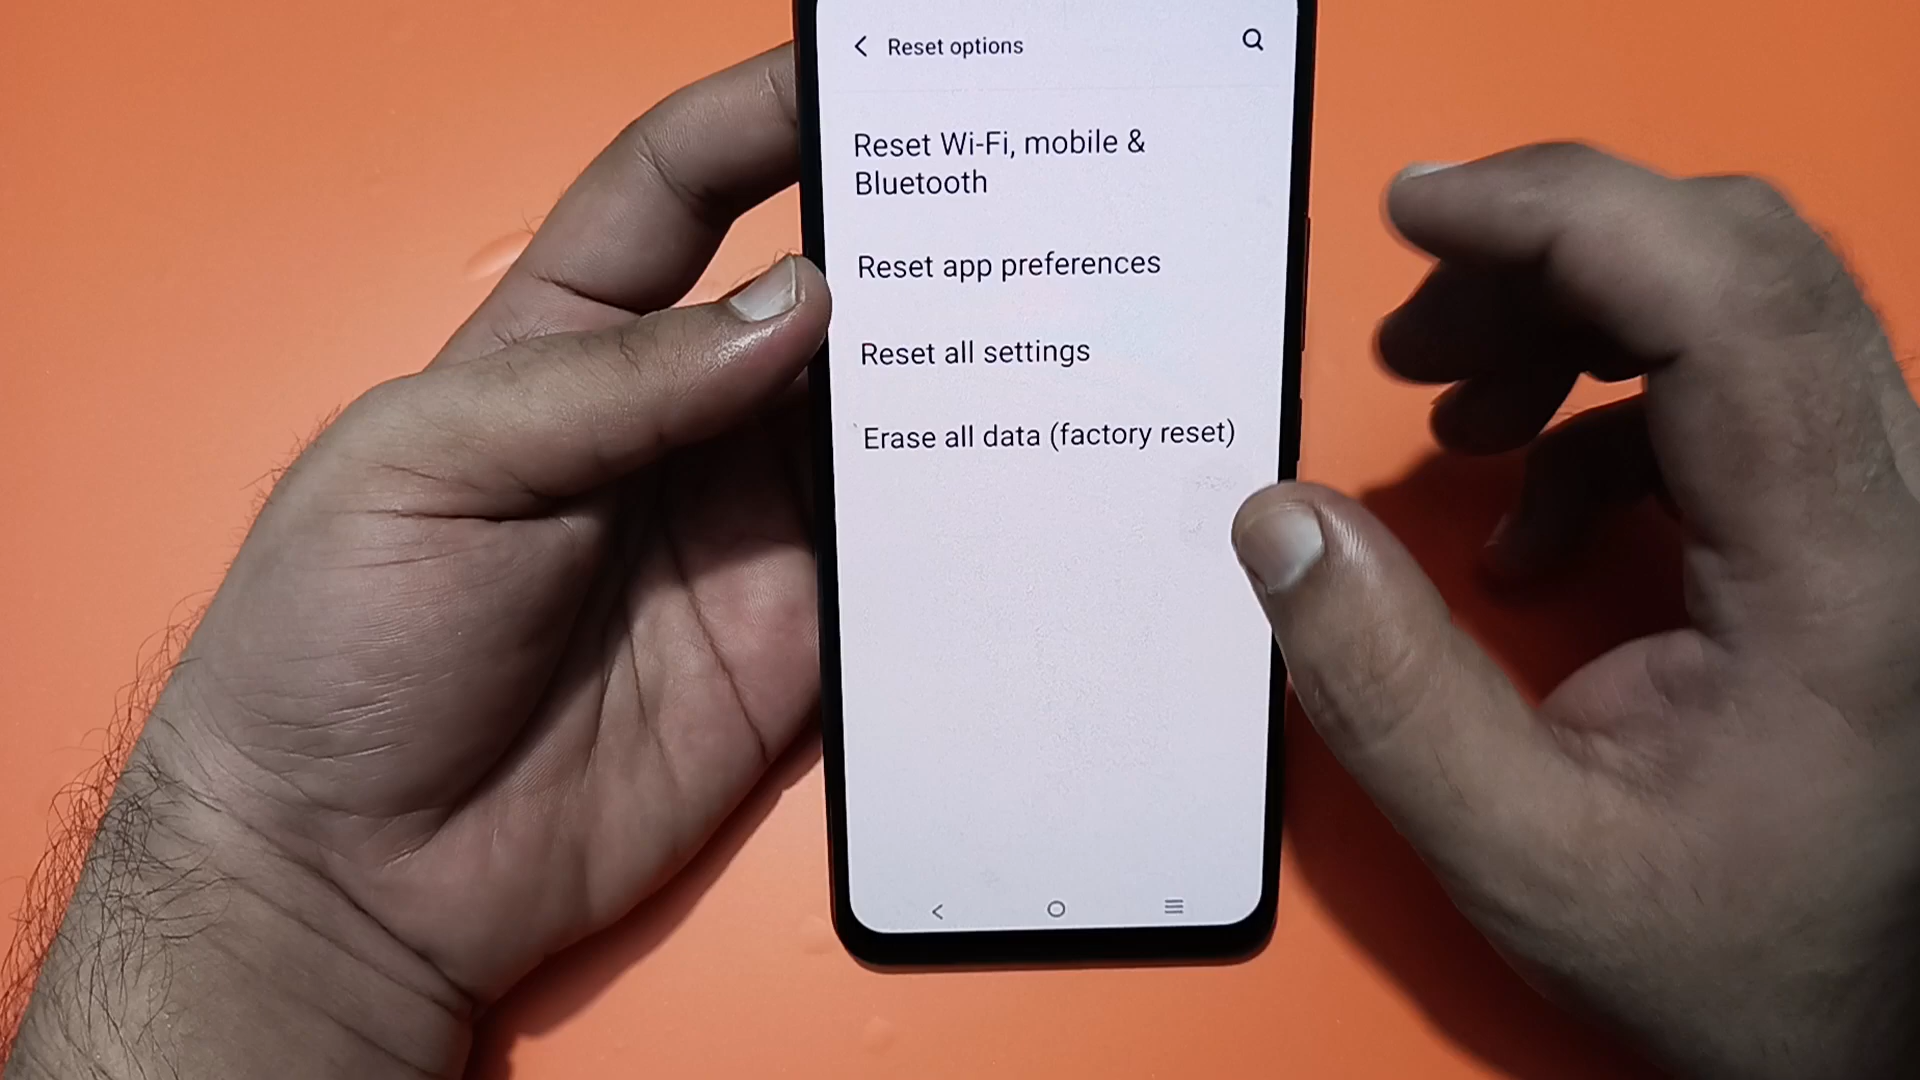 Reset options
Reset Wi-Fi, mobile &
Bluetooth
Reset app preferences
Reset all settings
Erase all data (factory reset)